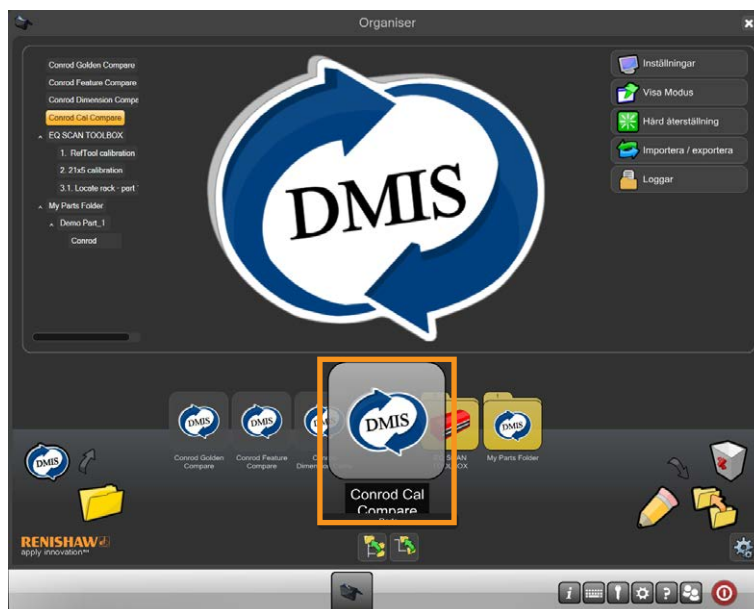 Organiser
Conrod Golden Compare
Conrod Feature Compare
Conrod Dimension Compa
Conrod Cal Compare
EQ SCAN TOOLBOX
1. RefTool calibration
2. 21x5 calibration
3.1. Locate rack - part
My Parts Folder
Demo Part_1
Conrod
DMIS
Inställningar
Visa Modus
Hård återställning
Importera / exportera
Loggar
DMIS
DMIS
DMIS
DMIS
DMIS
Conrod Golden
Compare
Conrod Feature
Compare
My Parts Folder
Conrod Cal
Compare
DMIS
RENISHAW
apply innovation™